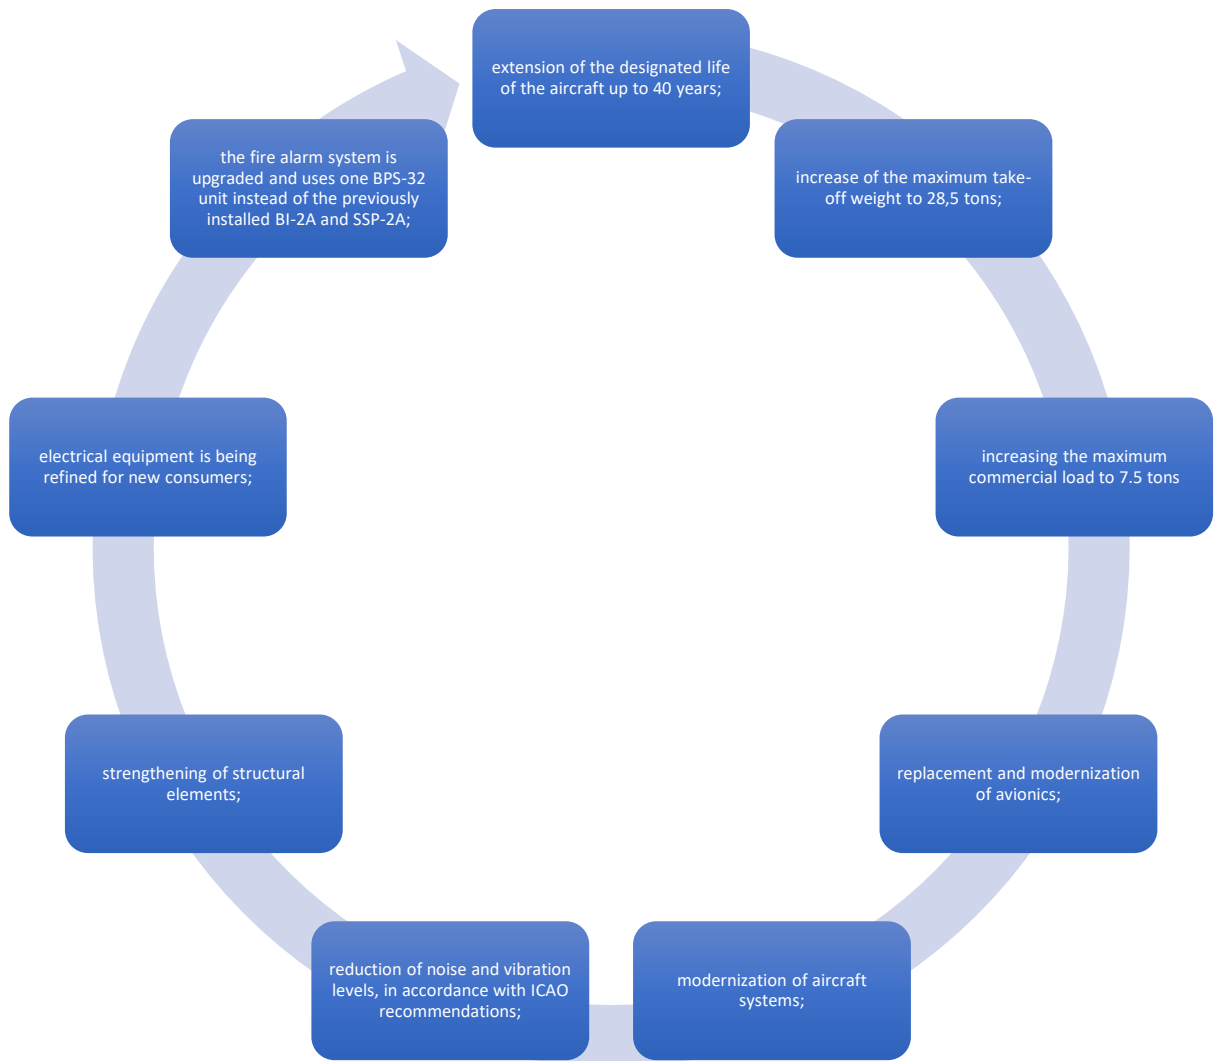 extension of the designated life
of the aircraft up to 40 years;
increase of the maximum take-
off weight to 28,5 tons;
increasing the maximum
commercial load to 7.5 tons
replacement and modernization
of avionics;
modernization of aircraft
systems;
reduction of noise and vibration
levels, in accordance with ICAO
recommendations;
strengthening of structural
elements;
electrical equipment is being
refined for new consumers;
the fire alarm system is
upgraded and uses one BPS-32
unit instead of the previously
installed BI-2A and SSP-2A;